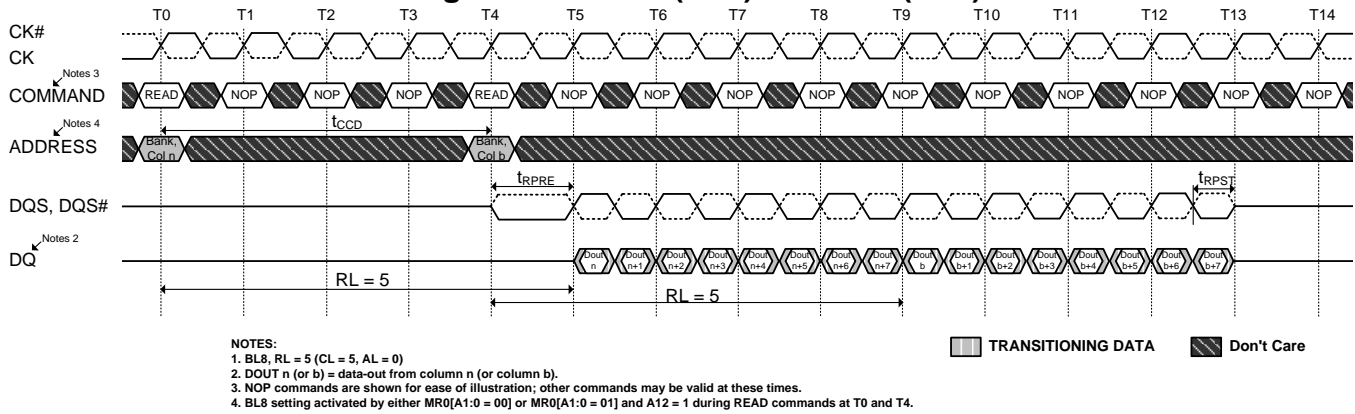 T0 T1 T2 T3 T4 T5 T6 T7 T8 T9 T10 T11 T12 T13 T14
CK#
CK
Notes 3
COMMAND READ NOP NOP NOP READ NOP NOP NOP NOP NOP NOP NOP NOP NOP NOP
Notes 4
tCCD
ADDRESS Bank, Col n Bank, Col b
tRPRE tRPST
DQS, DQS#
Notes 2
DQ Dout n Dout n+1 Dout n+2 Dout n+3 Dout n+4 Dout n+5 Dout n+6 Dout n+7 Dout b Dout b+1 Dout b+2 Dout b+3 Dout b+4 Dout b+5 Dout b+6 Dout b+7
RL = 5 RL = 5
NOTES:
1. BL8, RL = 5 (CL = 5, AL = 0)
2. DOUT n (or b) = data-out from column n (or column b).
3. NOP commands are shown for ease of illustration; other commands may be valid at these times.
4. BL8 setting activated by either MR0[A1:0 = 00] or MR0[A1:0 = 01] and A12 = 1 during READ commands at T0 and T4.
TRANSITIONING DATA Don't Care